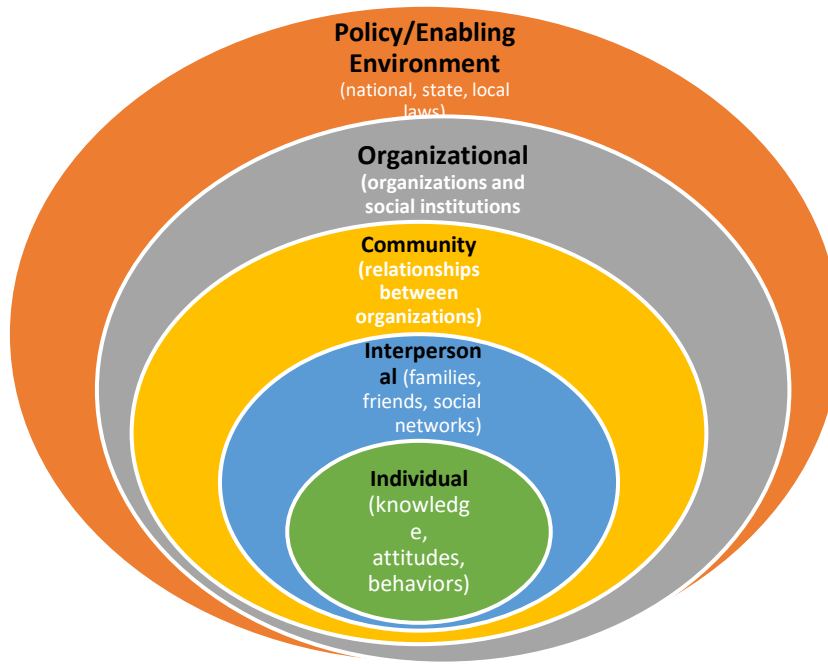 Policy/Enabling
Environment
(national, state, local
laws)
Organizational
(organizations and
social institutions
Community
(relationships
between
organizations)
Interperson
al (families,
friends, social
networks)
Individual
(knowledg
e,
attitudes,
behaviors)